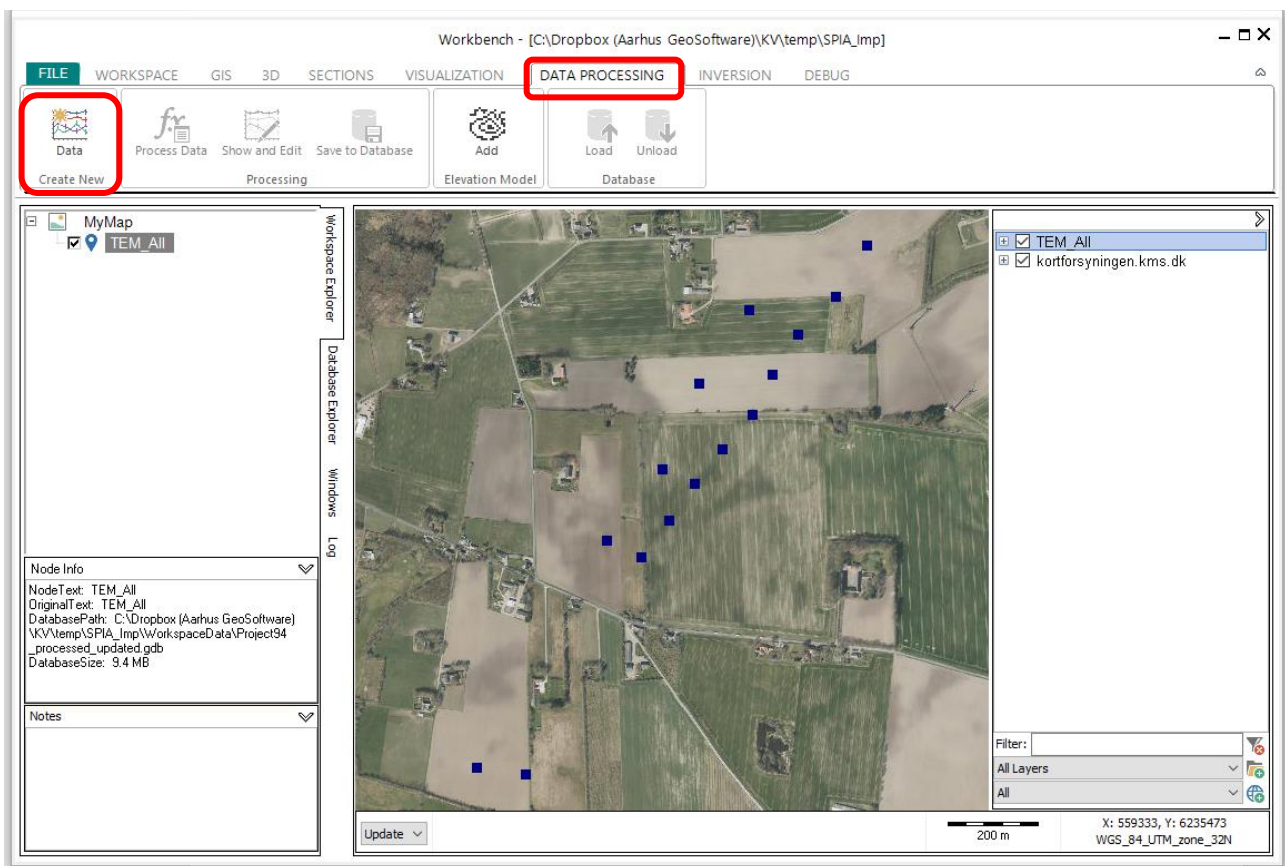 Workbench - [C:\Dropbox (Aarhus GeoSoftware)\KV\temp\SPIA_Imp]
FILE WORKSPACE GIS 3D SECTIONS VISUALIZATION DATA PROCESSING INVERSION DEBUG
Data Process Data Show and Edit Save to Database Add Load Unload
Create New Processing Elevation Model Database
MyMap
TEM_All
Workspace Explorer
Database Explorer
Windows
Log
TEM_All
kortforsyningen.kms.dk
Node Info
NodeText: TEM_All
OriginalText: TEM_All
DatabasePath: C:\Dropbox (Aarhus GeoSoftware)
\KV\temp\SPIA_Imp\WorkspaceData\Project94
_processed_updated.gdb
DatabaseSize: 9.4 MB
Notes
Filter:
All Layers
All
Update
200 m
X: 559333, Y: 6235473
WGS_84_UTM_zone_32N